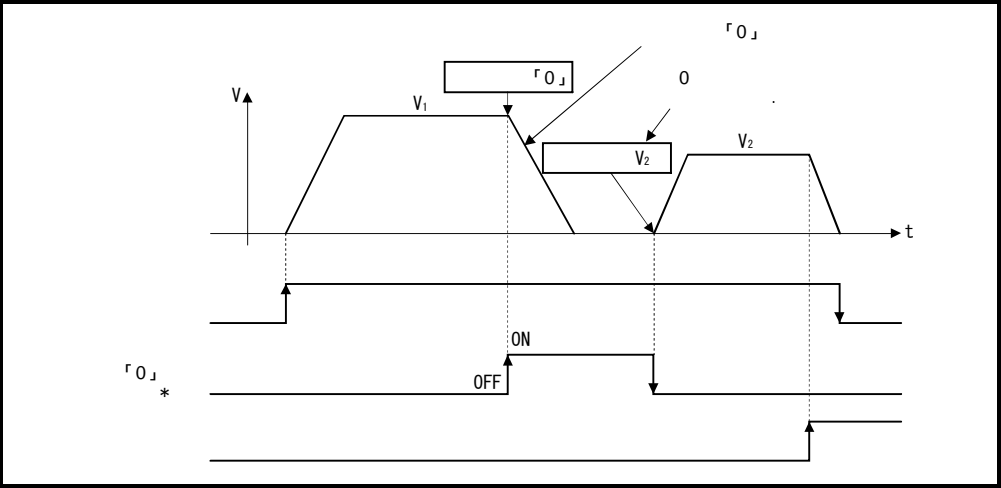 「0」
「0」
0
.
V
V₁
V₂
V₂
t
ON
「0」
OFF
*